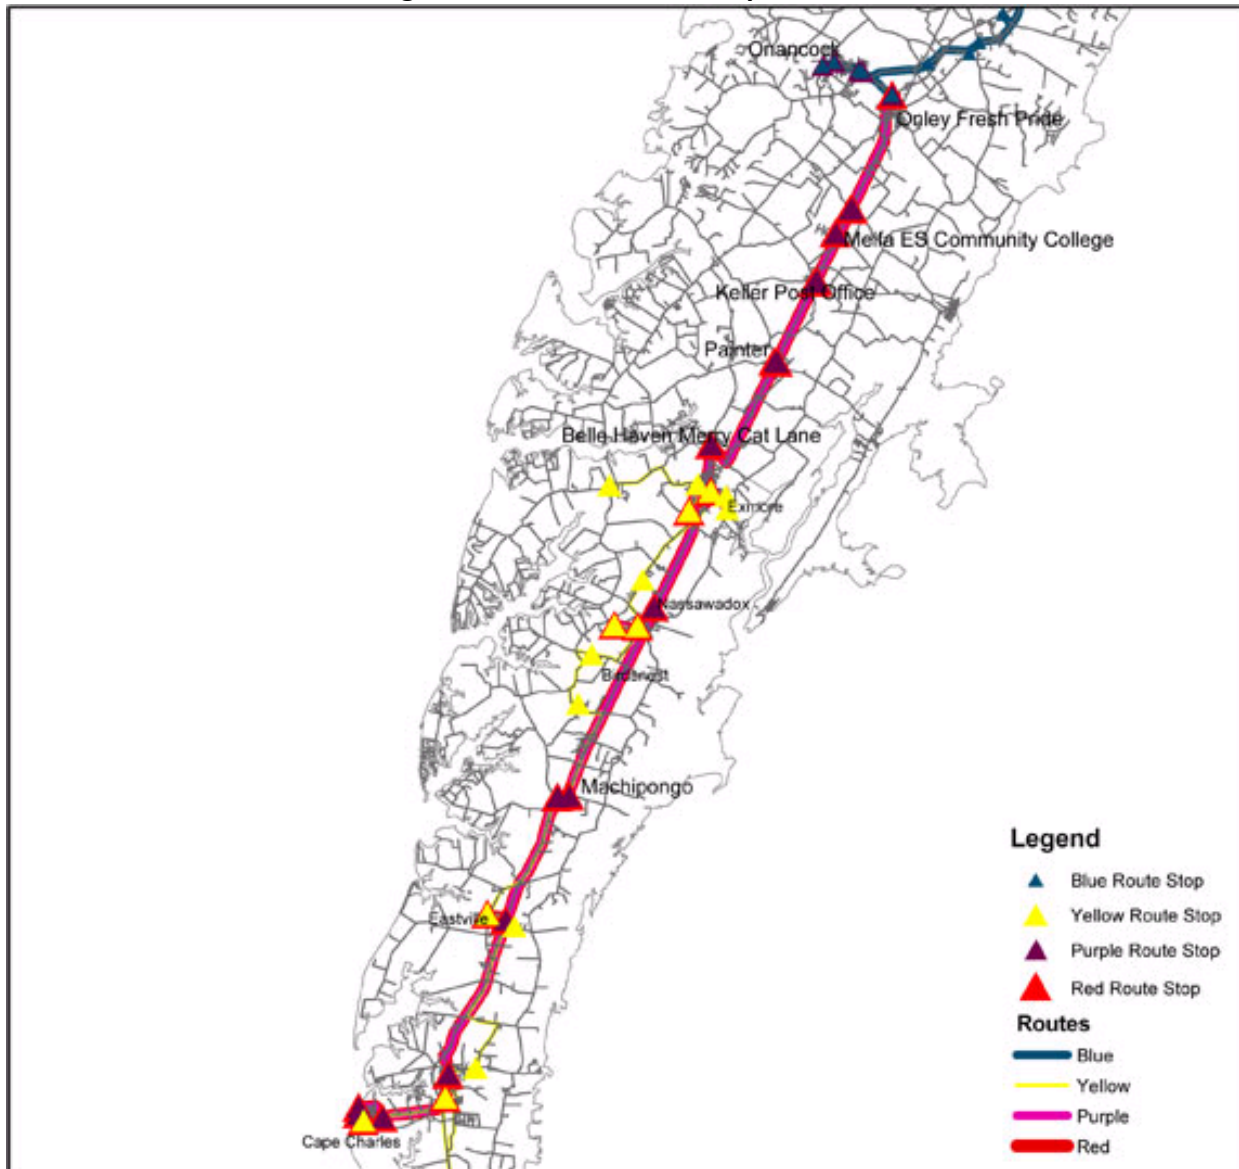 Onancock
Onley Fresh Pride
Melfa ES Community College
Keller Post Office
Painter
Belle Haven Merry Cat Lane
Exmore
Nassawadox
Birdsnest
Machipongo
Eastville
Cape Charles
Legend
Blue Route Stop
Yellow Route Stop
Purple Route Stop
Red Route Stop
Routes
Blue
Yellow
Purple
Red